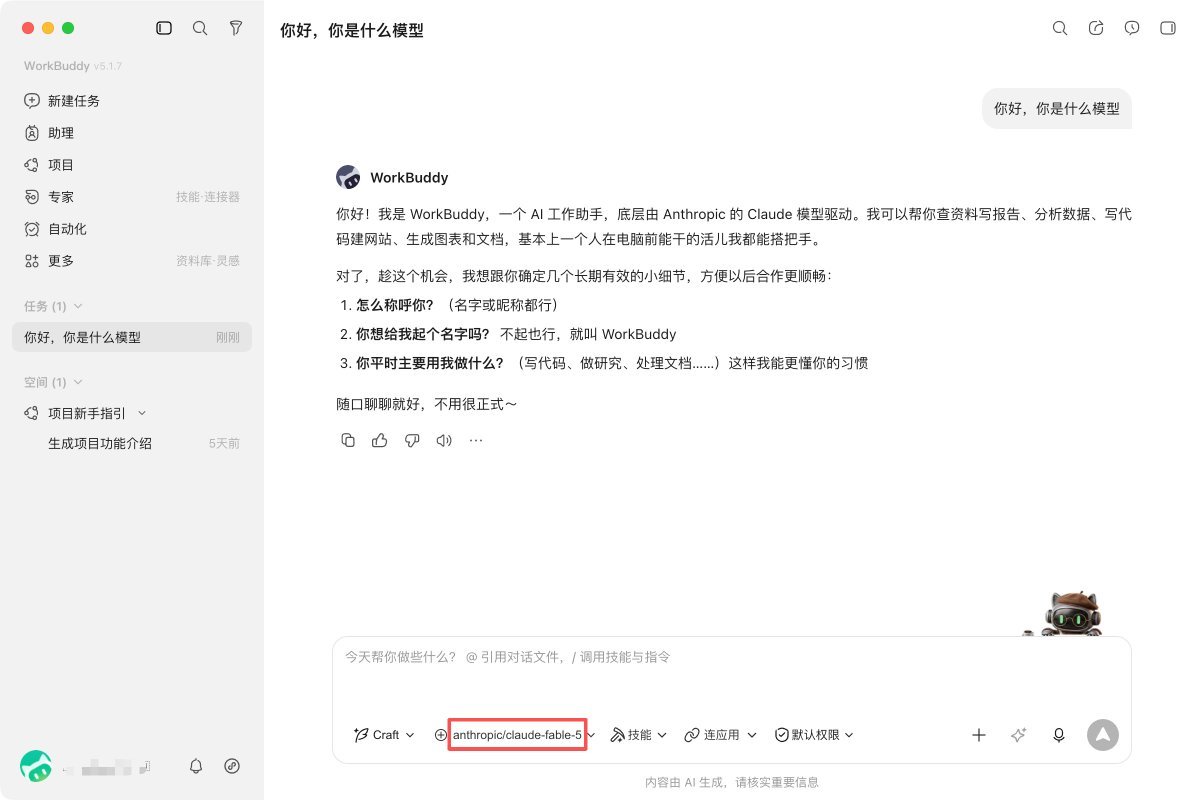 你好，你是什么模型
WorkBuddy v5.1.7
新建任务
助理
项目
专家 技能·连接器
自动化
更多 资料库·灵感
任务 (1)
你好，你是什么模型 刚刚
空间 (1)
项目新手指引
生成项目功能介绍 5天前
你好，你是什么模型
WorkBuddy
你好！我是 WorkBuddy，一个 AI 工作助手，底层由 Anthropic 的 Claude 模型驱动。我可以帮你查资料写报告、分析数据、写代
码建网站、生成图表和文档，基本上一个人在电脑前能干的活儿我都能搭把手。
对了，趁这个机会，我想跟你确定几个长期有效的小细节，方便以后合作更顺畅：
1. 怎么称呼你？（名字或昵称都行）
2. 你想给我起个名字吗？ 不起也行，就叫 WorkBuddy
3. 你平时主要用我做什么？（写代码、做研究、处理文档……）这样我能更懂你的习惯
随口聊聊就好，不用很正式～
今天帮你做些什么？ @ 引用对话文件，/ 调用技能与指令
Craft anthropic/claude-fable-5 技能 连应用 默认权限
内容由 AI 生成，请核实重要信息